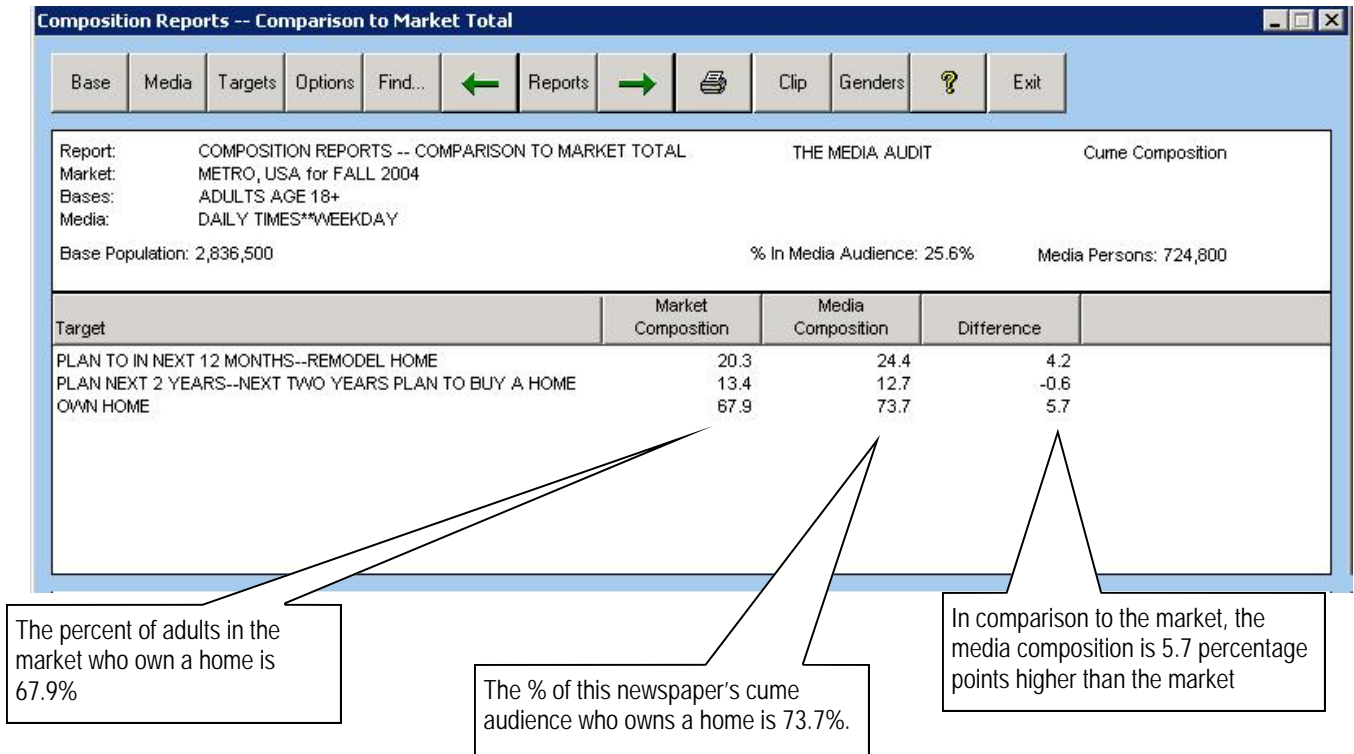 Composition Reports -- Comparison to Market Total
Base Media Targets Options Find... Reports Clip Genders ? Exit
Report: COMPOSITION REPORTS -- COMPARISON TO MARKET TOTAL THE MEDIA AUDIT Cume Composition
Market: METRO, USA for FALL 2004
Bases: ADULTS AGE 18+
Media: DAILY TIMES**WEEKDAY
Base Population: 2,836,500 % In Media Audience: 25.6% Media Persons: 724,800
Target Market Composition Media Composition Difference
PLAN TO IN NEXT 12 MONTHS--REMODEL HOME 20.3 24.4 4.2
PLAN NEXT 2 YEARS--NEXT TWO YEARS PLAN TO BUY A HOME 13.4 12.7 -0.6
OWN HOME 67.9 73.7 5.7
The percent of adults in the
market who own a home is
67.9%
The % of this newspaper's cume
audience who owns a home is 73.7%.
In comparison to the market, the
media composition is 5.7 percentage
points higher than the market